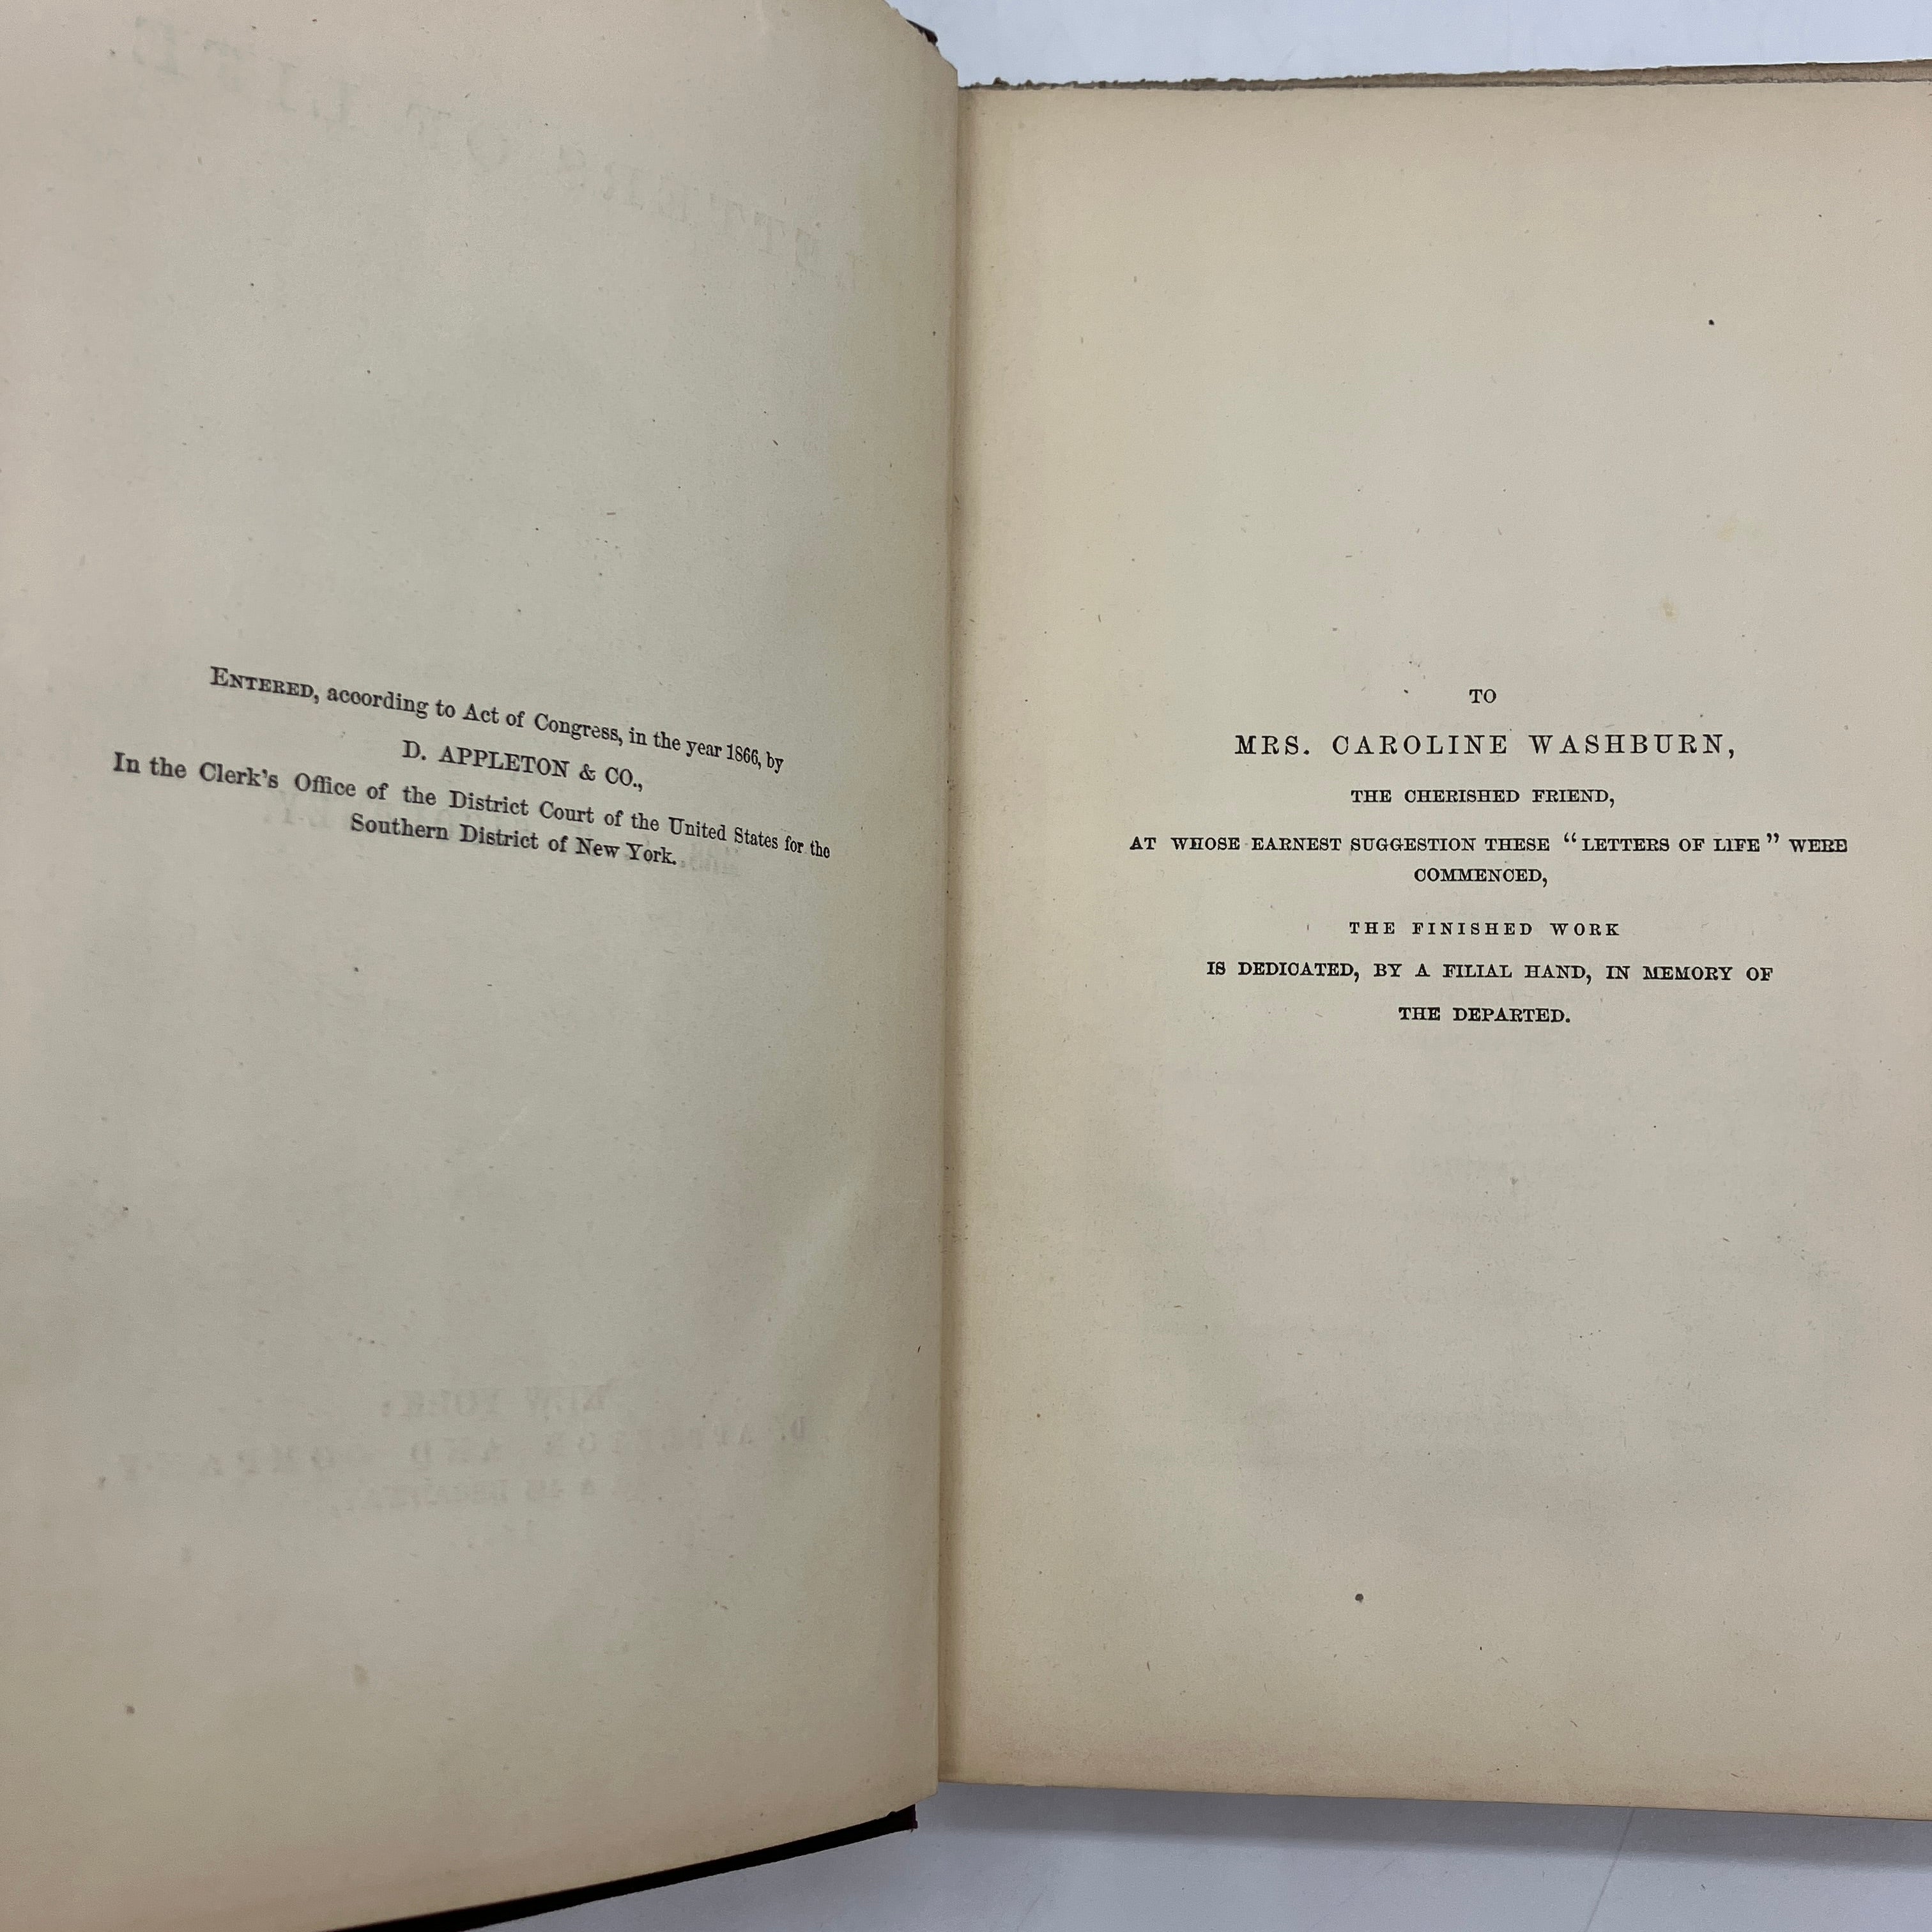 ENTERED, according to Act of Congress, in the year 1866, by
D. APPLETON & CO.,
In the Clerk's Office of the District Court of the United States for the
Southern District of New York.
TO
MRS. CAROLINE WASHBURN,
THE CHERISHED FRIEND,
AT WHOSE EARNEST SUGGESTION THESE “LETTERS OF LIFE” WERE
COMMENCED,
THE FINISHED WORK
IS DEDICATED, BY A FILIAL HAND, IN MEMORY OF
THE DEPARTED.